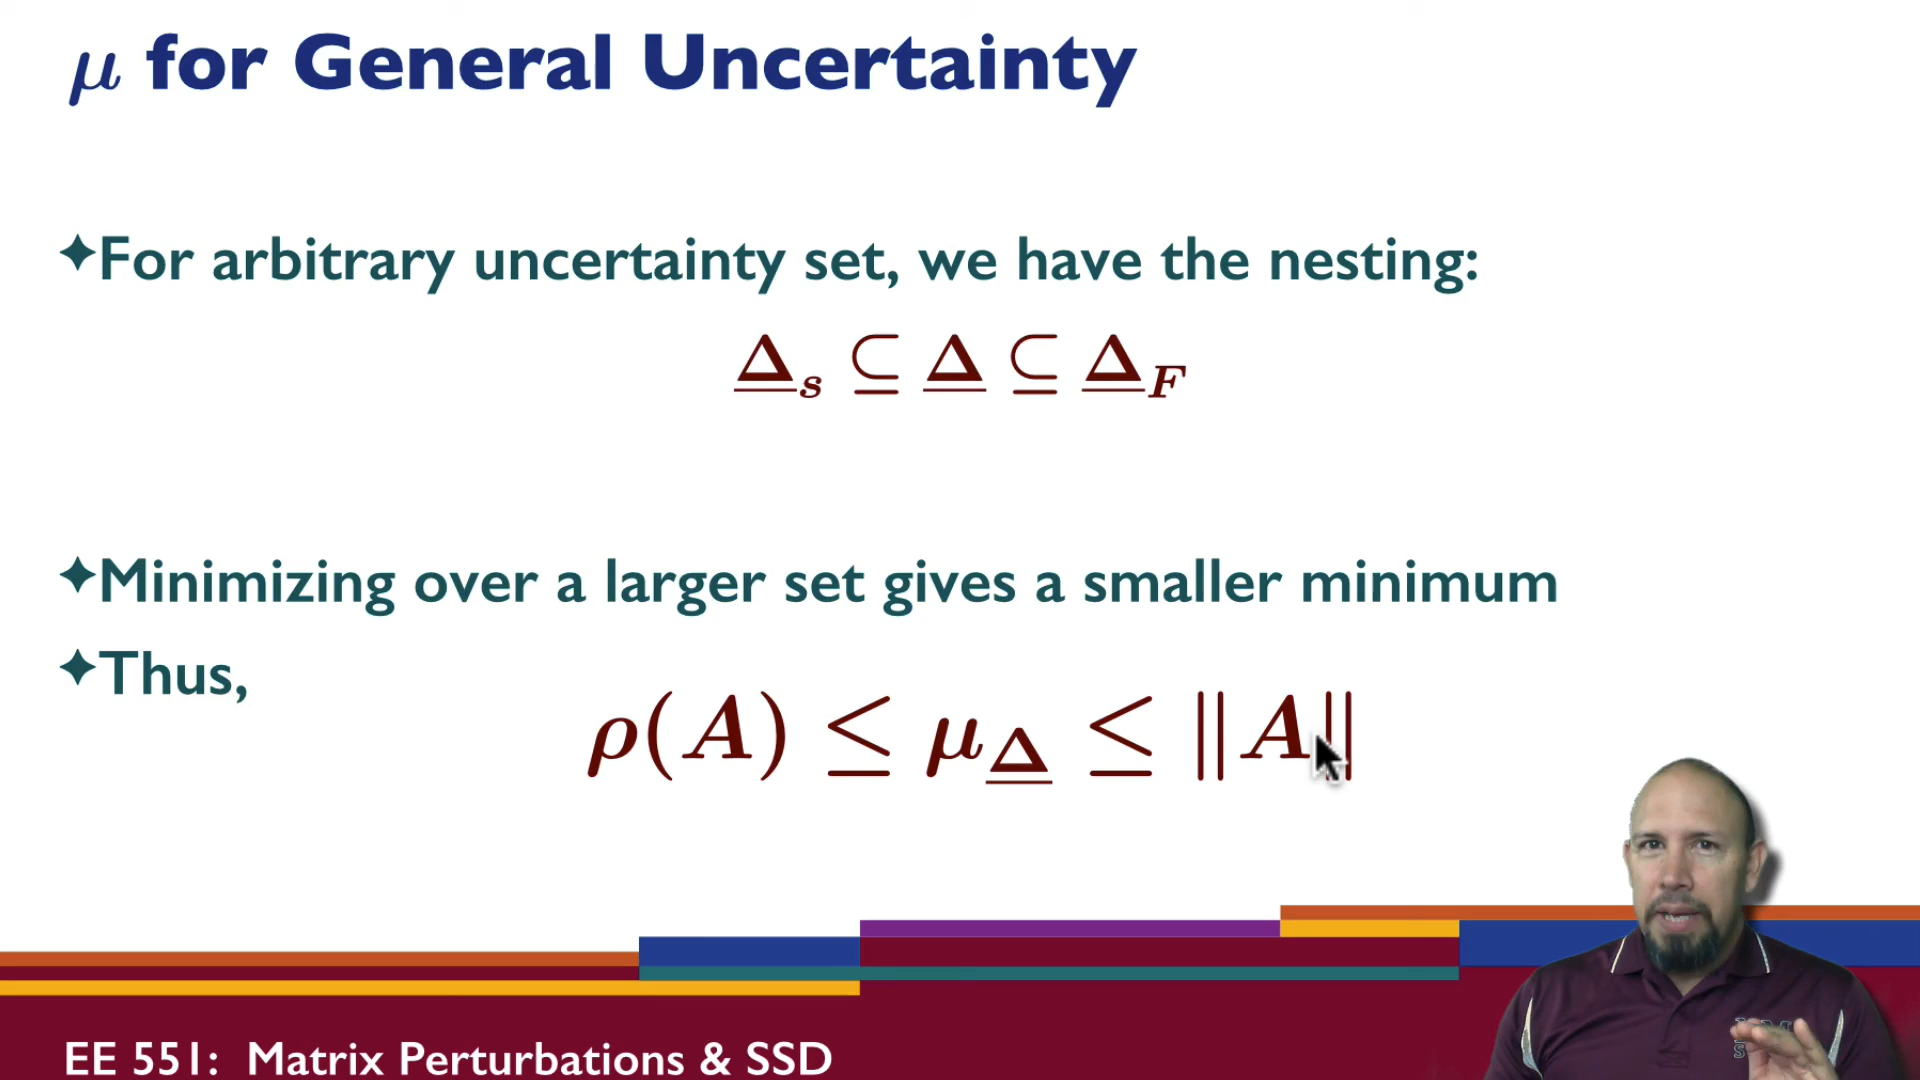 μ for General Uncertainty
✦For arbitrary uncertainty set, we have the nesting:
Δ_s ⊆ Δ ⊆ Δ_F
✦Minimizing over a larger set gives a smaller minimum
✦Thus,
ρ(A) ≤ μ_Δ ≤ ‖A‖
EE 551: Matrix Perturbations & SSD